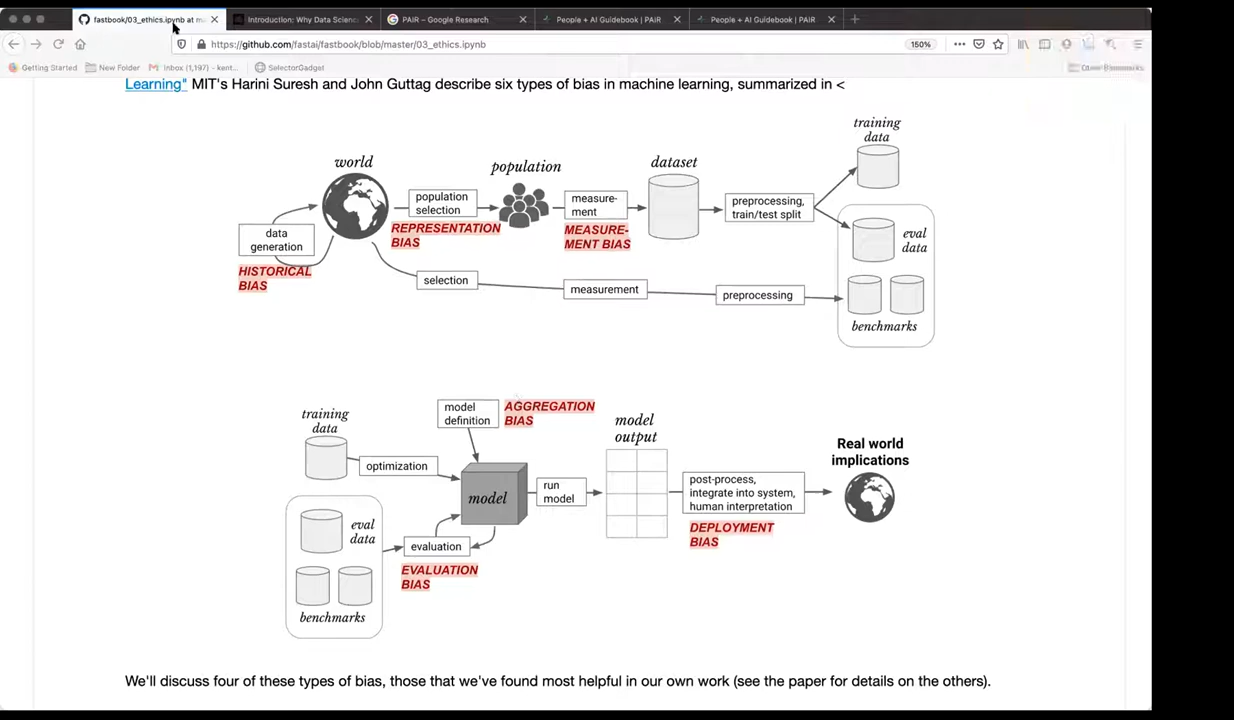 fastbook/03_ethics.ipynb at m
Introduction: Why Data Scienc
PAIR – Google Research
People + AI Guidebook | PAIR
People + AI Guidebook | PAIR
https://github.com/fastai/fastbook/blob/master/03_ethics.ipynb
150%
Getting Started
New Folder
Inbox (1,197) - kent...
SelectorGadget
Other Bookmarks
Learning" MIT's Harini Suresh and John Guttag describe six types of bias in machine learning, summarized in <
training
data
world
population
dataset
population
selection
measure-
ment
preprocessing,
train/test split
data
generation
REPRESENTATION
BIAS
MEASURE-
MENT BIAS
eval
data
HISTORICAL
BIAS
selection
measurement
preprocessing
benchmarks
training
data
model
definition
AGGREGATION
BIAS
model
output
Real world
implications
optimization
model
run
model
post-process,
integrate into system,
human interpretation
eval
data
evaluation
DEPLOYMENT
BIAS
EVALUATION
BIAS
benchmarks
We'll discuss four of these types of bias, those that we've found most helpful in our own work (see the paper for details on the others).